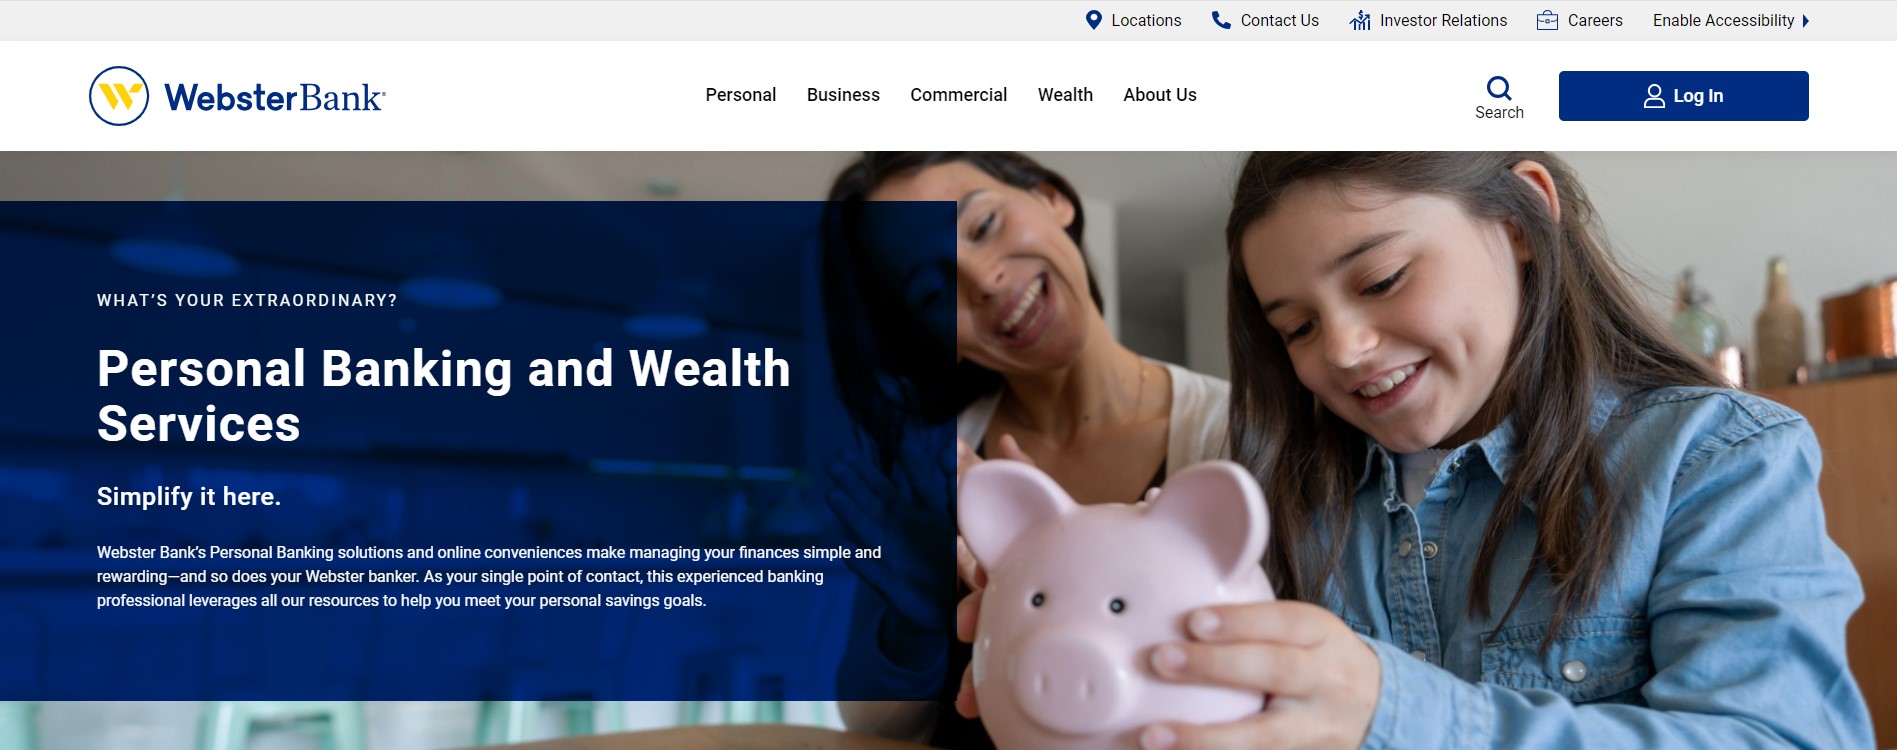 Locations Contact Us Investor Relations Careers Enable Accessibility
WebsterBank®
Personal Business Commercial Wealth About Us
Search
Log In
WHAT'S YOUR EXTRAORDINARY?
Personal Banking and Wealth
Services
Simplify it here.
Webster Bank's Personal Banking solutions and online conveniences make managing your finances simple and
rewarding—and so does your Webster banker. As your single point of contact, this experienced banking
professional leverages all our resources to help you meet your personal savings goals.